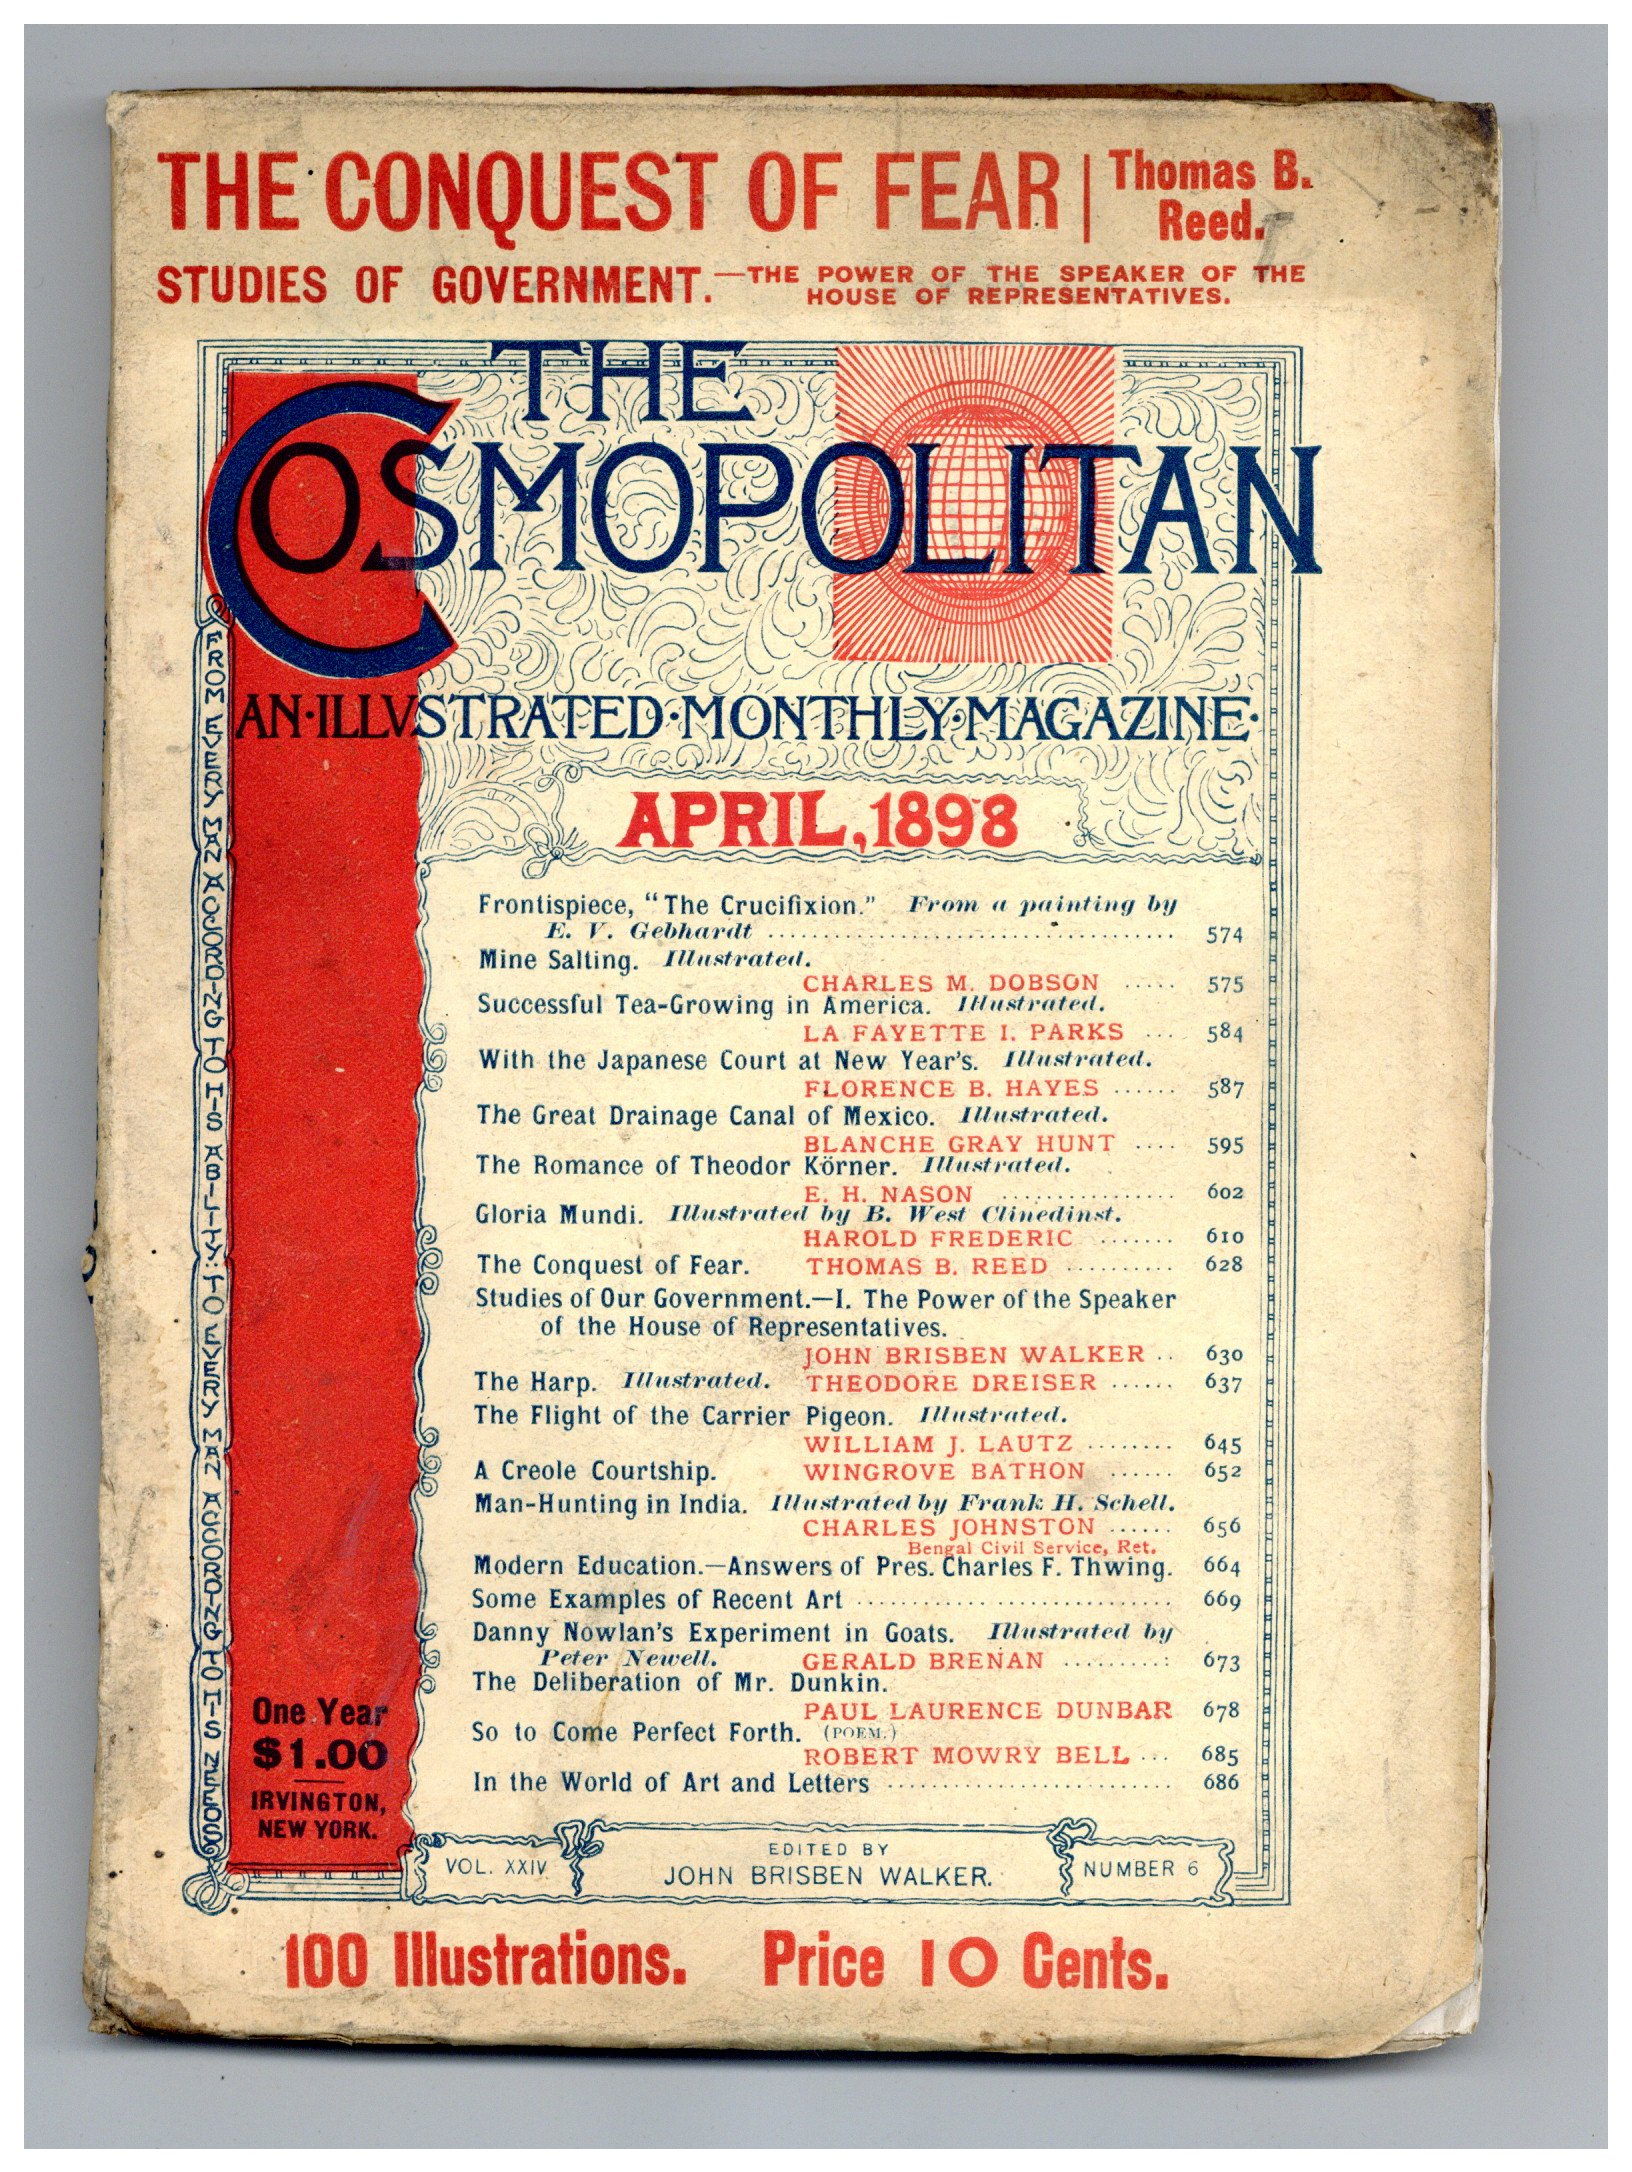 THE CONQUEST OF FEAR | Thomas B. Reed.
STUDIES OF GOVERNMENT.—THE POWER OF THE SPEAKER OF THE
HOUSE OF REPRESENTATIVES.
THE
COSMOPOLITAN
AN·ILLVSTRATED·MONTHLY·MAGAZINE·
FROM EVERY MAN ACCORDING TO HIS ABILITY: TO EVERY MAN ACCORDING TO HIS NEEDS
APRIL, 1898
Frontispiece, "The Crucifixion." From a painting by
E. V. Gebhardt ........ 574
Mine Salting. Illustrated.
CHARLES M. DOBSON ..... 575
Successful Tea-Growing in America. Illustrated.
LA FAYETTE I. PARKS ... 584
With the Japanese Court at New Year's. Illustrated.
FLORENCE B. HAYES ...... 587
The Great Drainage Canal of Mexico. Illustrated.
BLANCHE GRAY HUNT .... 595
The Romance of Theodor Körner. Illustrated.
E. H. NASON ................ 602
Gloria Mundi. Illustrated by B. West Clinedinst.
HAROLD FREDERIC ....... 610
The Conquest of Fear. THOMAS B. REED .......... 628
Studies of Our Government.—I. The Power of the Speaker
of the House of Representatives.
JOHN BRISBEN WALKER .. 630
The Harp. Illustrated. THEODORE DREISER ...... 637
The Flight of the Carrier Pigeon. Illustrated.
WILLIAM J. LAUTZ ........ 645
A Creole Courtship. WINGROVE BATHON ...... 652
Man-Hunting in India. Illustrated by Frank H. Schell.
CHARLES JOHNSTON ...... 656
Bengal Civil Service, Ret.
Modern Education.—Answers of Pres. Charles F. Thwing. 664
Some Examples of Recent Art ........ 669
Danny Nowlan's Experiment in Goats. Illustrated by
Peter Newell. GERALD BRENAN .......... 673
The Deliberation of Mr. Dunkin.
PAUL LAURENCE DUNBAR 678
So to Come Perfect Forth. (POEM.)
ROBERT MOWRY BELL ... 685
In the World of Art and Letters ........ 686
One Year
$1.00
IRVINGTON,
NEW YORK.
VOL. XXIV
EDITED BY
JOHN BRISBEN WALKER.
NUMBER 6
100 Illustrations. Price 10 Cents.